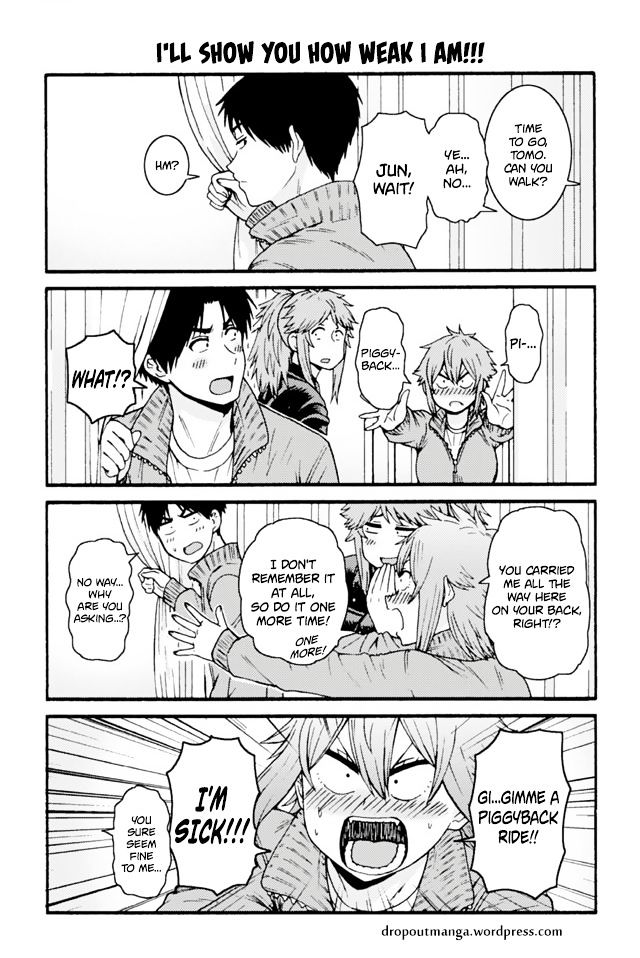 I'LL SHOW YOU HOW WEAK I AM!!!
TIME
TO GO,
TOMO.
CAN YOU
WALK?
YE...
AH,
NO...
JUN,
WAIT!
HM?
PI-...
PIGGY-
BACK...
WHAT!?
YOU CARRIED
ME ALL THE
WAY HERE
ON YOUR BACK,
RIGHT!?
I DON'T
REMEMBER IT
AT ALL,
SO DO IT ONE
MORE TIME!
ONE
MORE!
NO WAY...
WHY
ARE YOU
ASKING..?
GI...GIMME A
PIGGYBACK
RIDE!!
I'M
SICK!!!
YOU
SURE
SEEM
FINE
TO ME...
dropoutmanga.wordpress.com